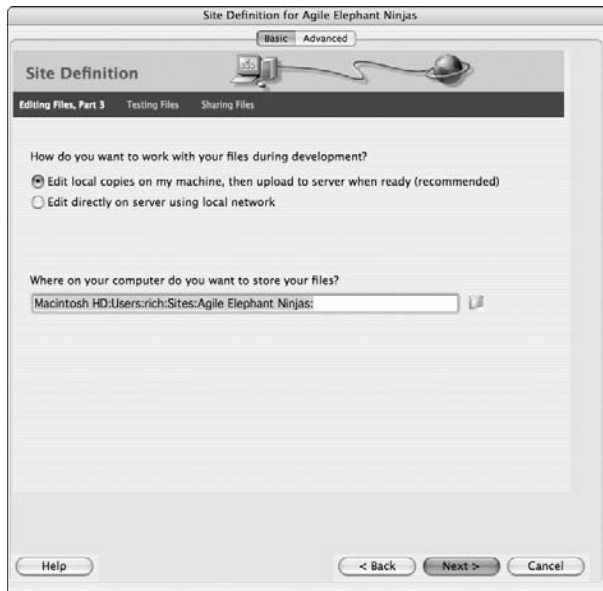 Site Definition for Agile Elephant Ninjas
Basic Advanced
Site Definition
Editing Files, Part 3 Testing Files Sharing Files
How do you want to work with your files during development?
Edit local copies on my machine, then upload to server when ready (recommended)
Edit directly on server using local network
Where on your computer do you want to store your files?
Macintosh HD:Users:rich:Sites:Agile Elephant Ninjas:
Help < Back Next > Cancel